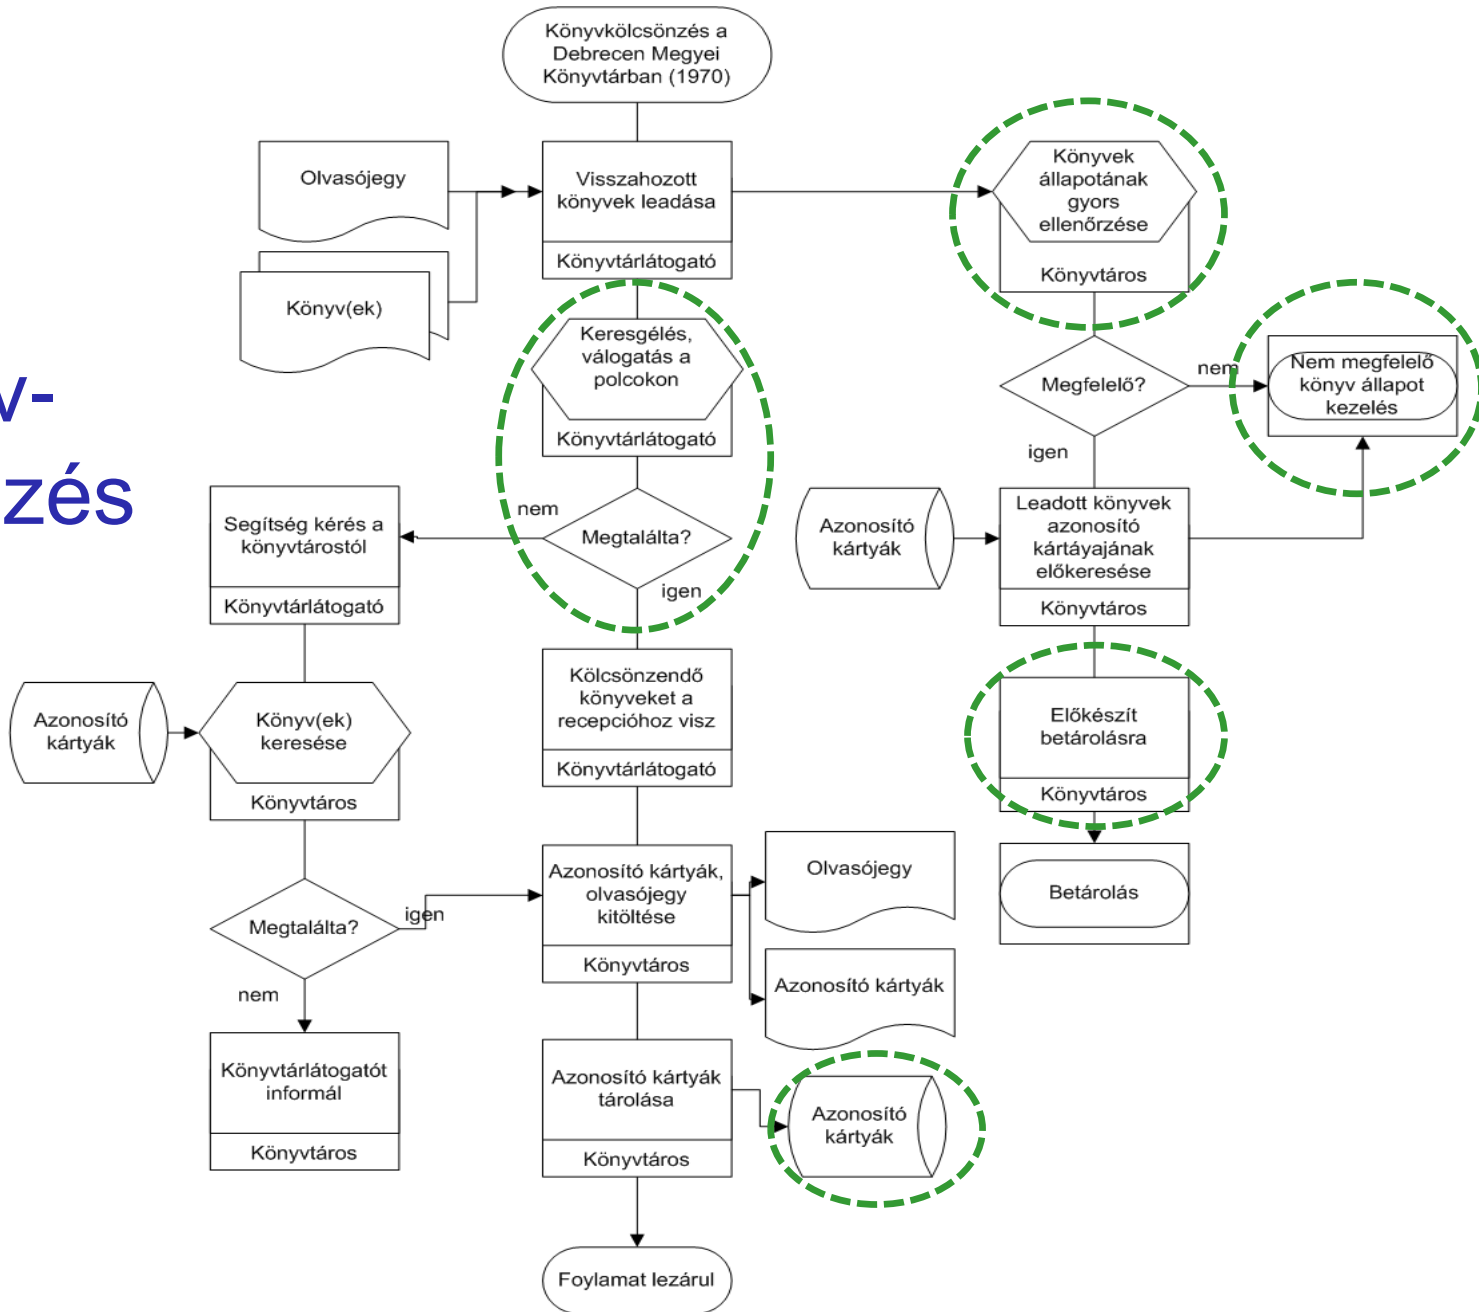 Könyvkölcsönzés a
Debrecen Megyei
Könyvtárban (1970)
Olvasójegy
Visszahozott
könyvek leadása
Könyvtárlátogató
Könyvek
állapotának
gyors
ellenőrzése
Könyvtáros
Könyv(ek)
Keresgélés,
válogatás a
polcokon
Könyvtárlátogató
Megfelelő?
nem
igen
Nem megfelelő
könyv állapot
kezelés
v-
zés
Segítség kérés a
könyvtárostól
Könyvtárlátogató
nem
Megtalálta?
igen
Azonosító
kártyák
Leadott könyvek
azonosító
kártáyajának
előkeresése
Könyvtáros
Azonosító
kártyák
Könyv(ek)
keresése
Könyvtáros
Kölcsönzendő
könyveket a
recepcióhoz visz
Könyvtárlátogató
Előkészít
betárolásra
Könyvtáros
Megtalálta?
igen
nem
Azonosító kártyák,
olvasójegy
kitöltése
Könyvtáros
Olvasójegy
Azonosító kártyák
Betárolás
Könyvtárlátogatót
informál
Könyvtáros
Azonosító kártyák
tárolása
Könyvtáros
Azonosító
kártyák
Foylamat lezárul